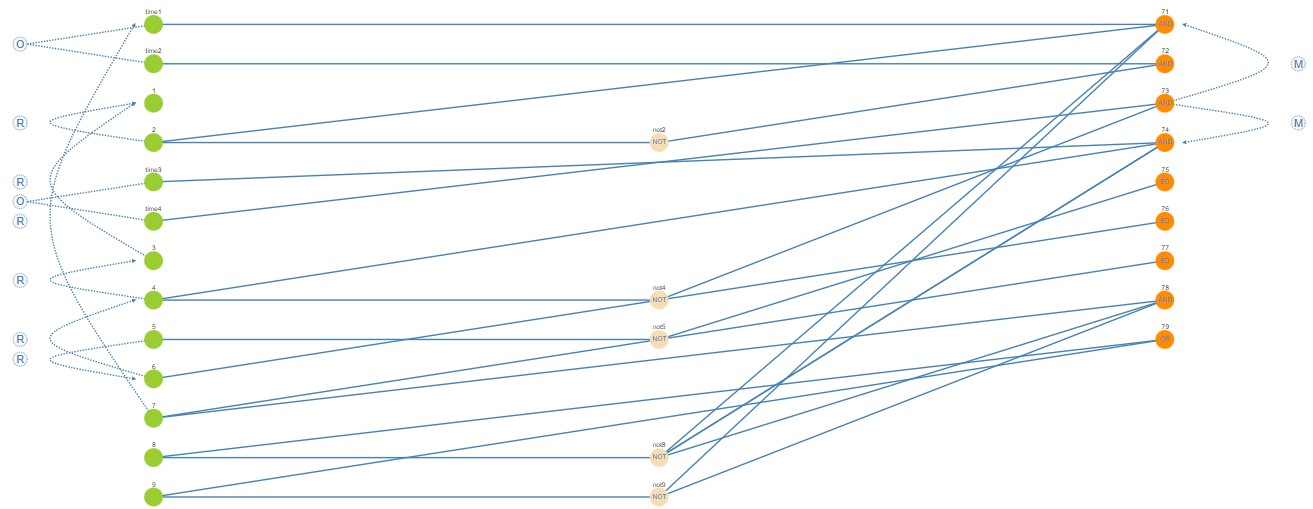 time1
71
O
AND
M
time2
72
AND
1
73
R
AND
M
2
not2
74
NOT
AND
time3
75
R
EQ
O
time4
76
R
EQ
3
77
EQ
R
4
not4
78
NOT
AND
5
not5
79
R
NOT
OR
R
6
7
8
not8
NOT
9
not9
NOT